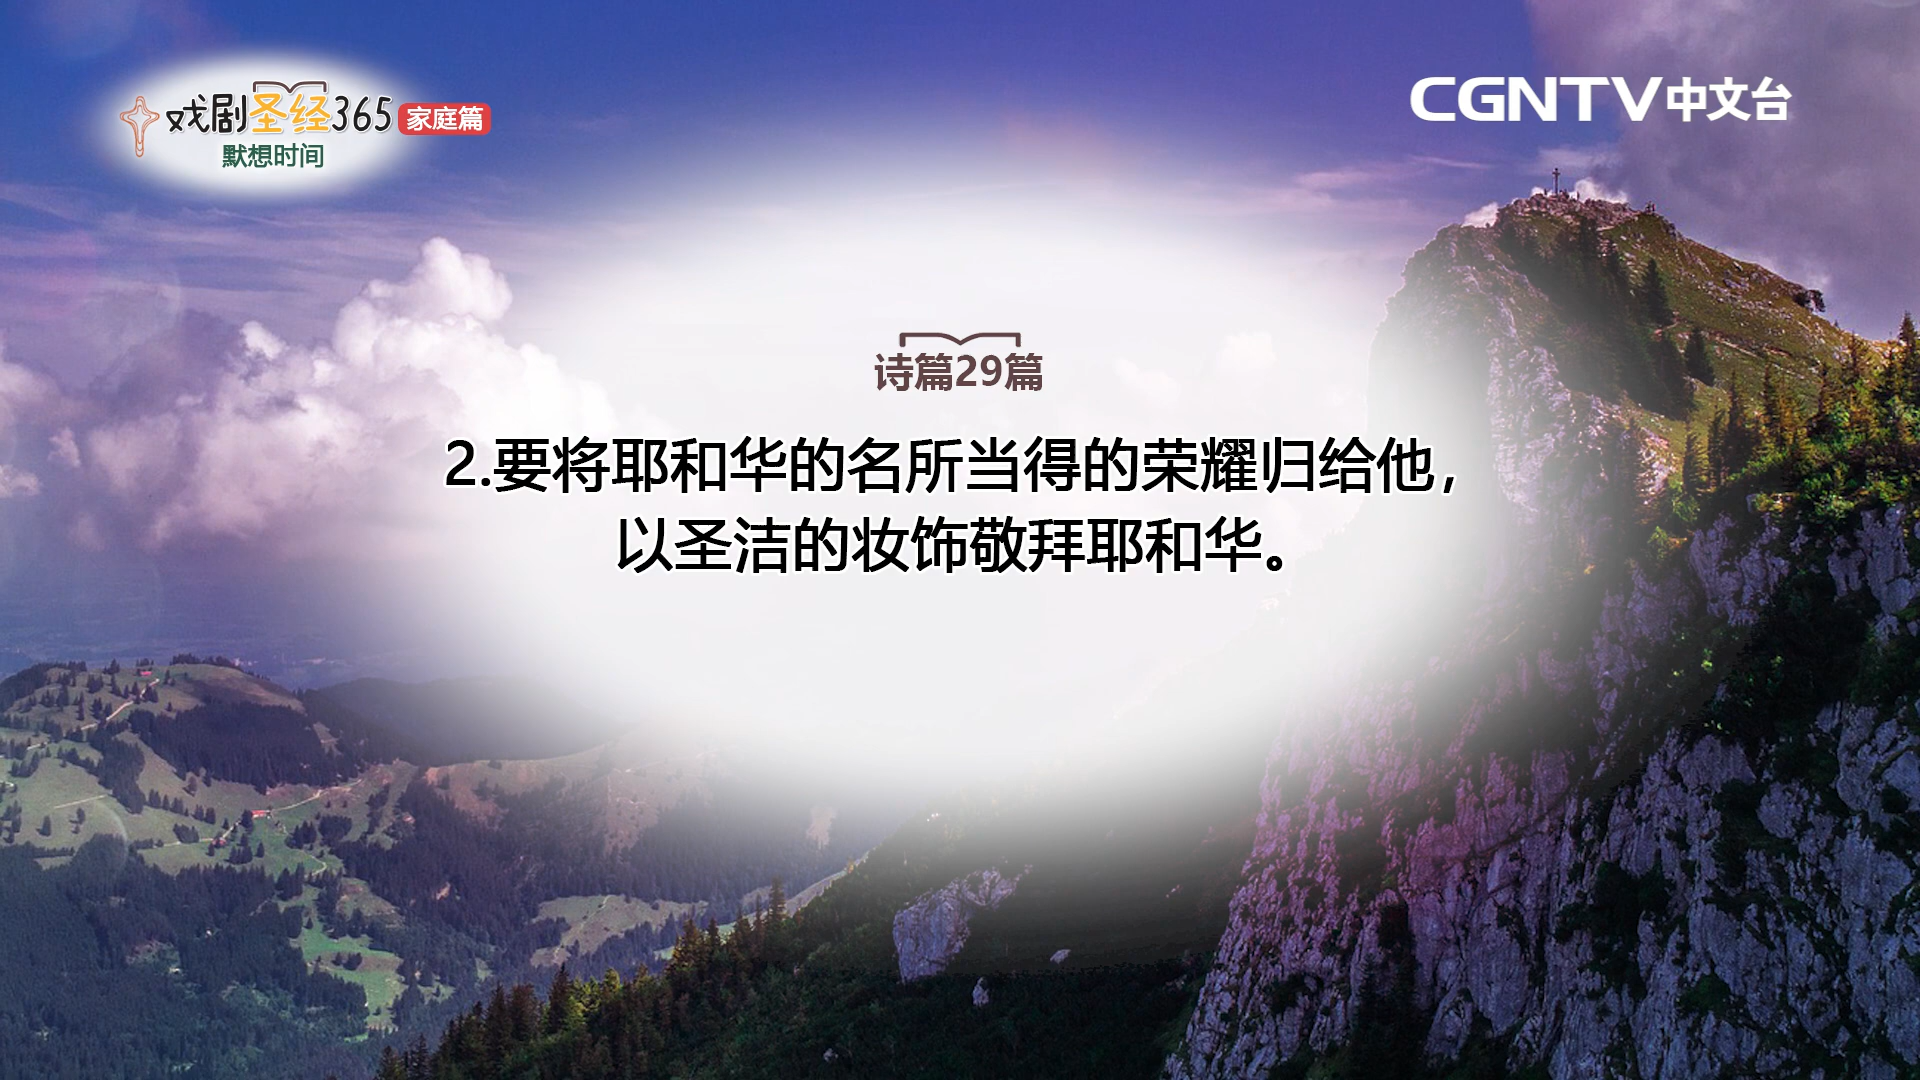 戏剧圣经365 家庭篇
默想时间
CGNTV中文台
诗篇29篇
2.要将耶和华的名所当得的荣耀归给他，
以圣洁的妆饰敬拜耶和华。